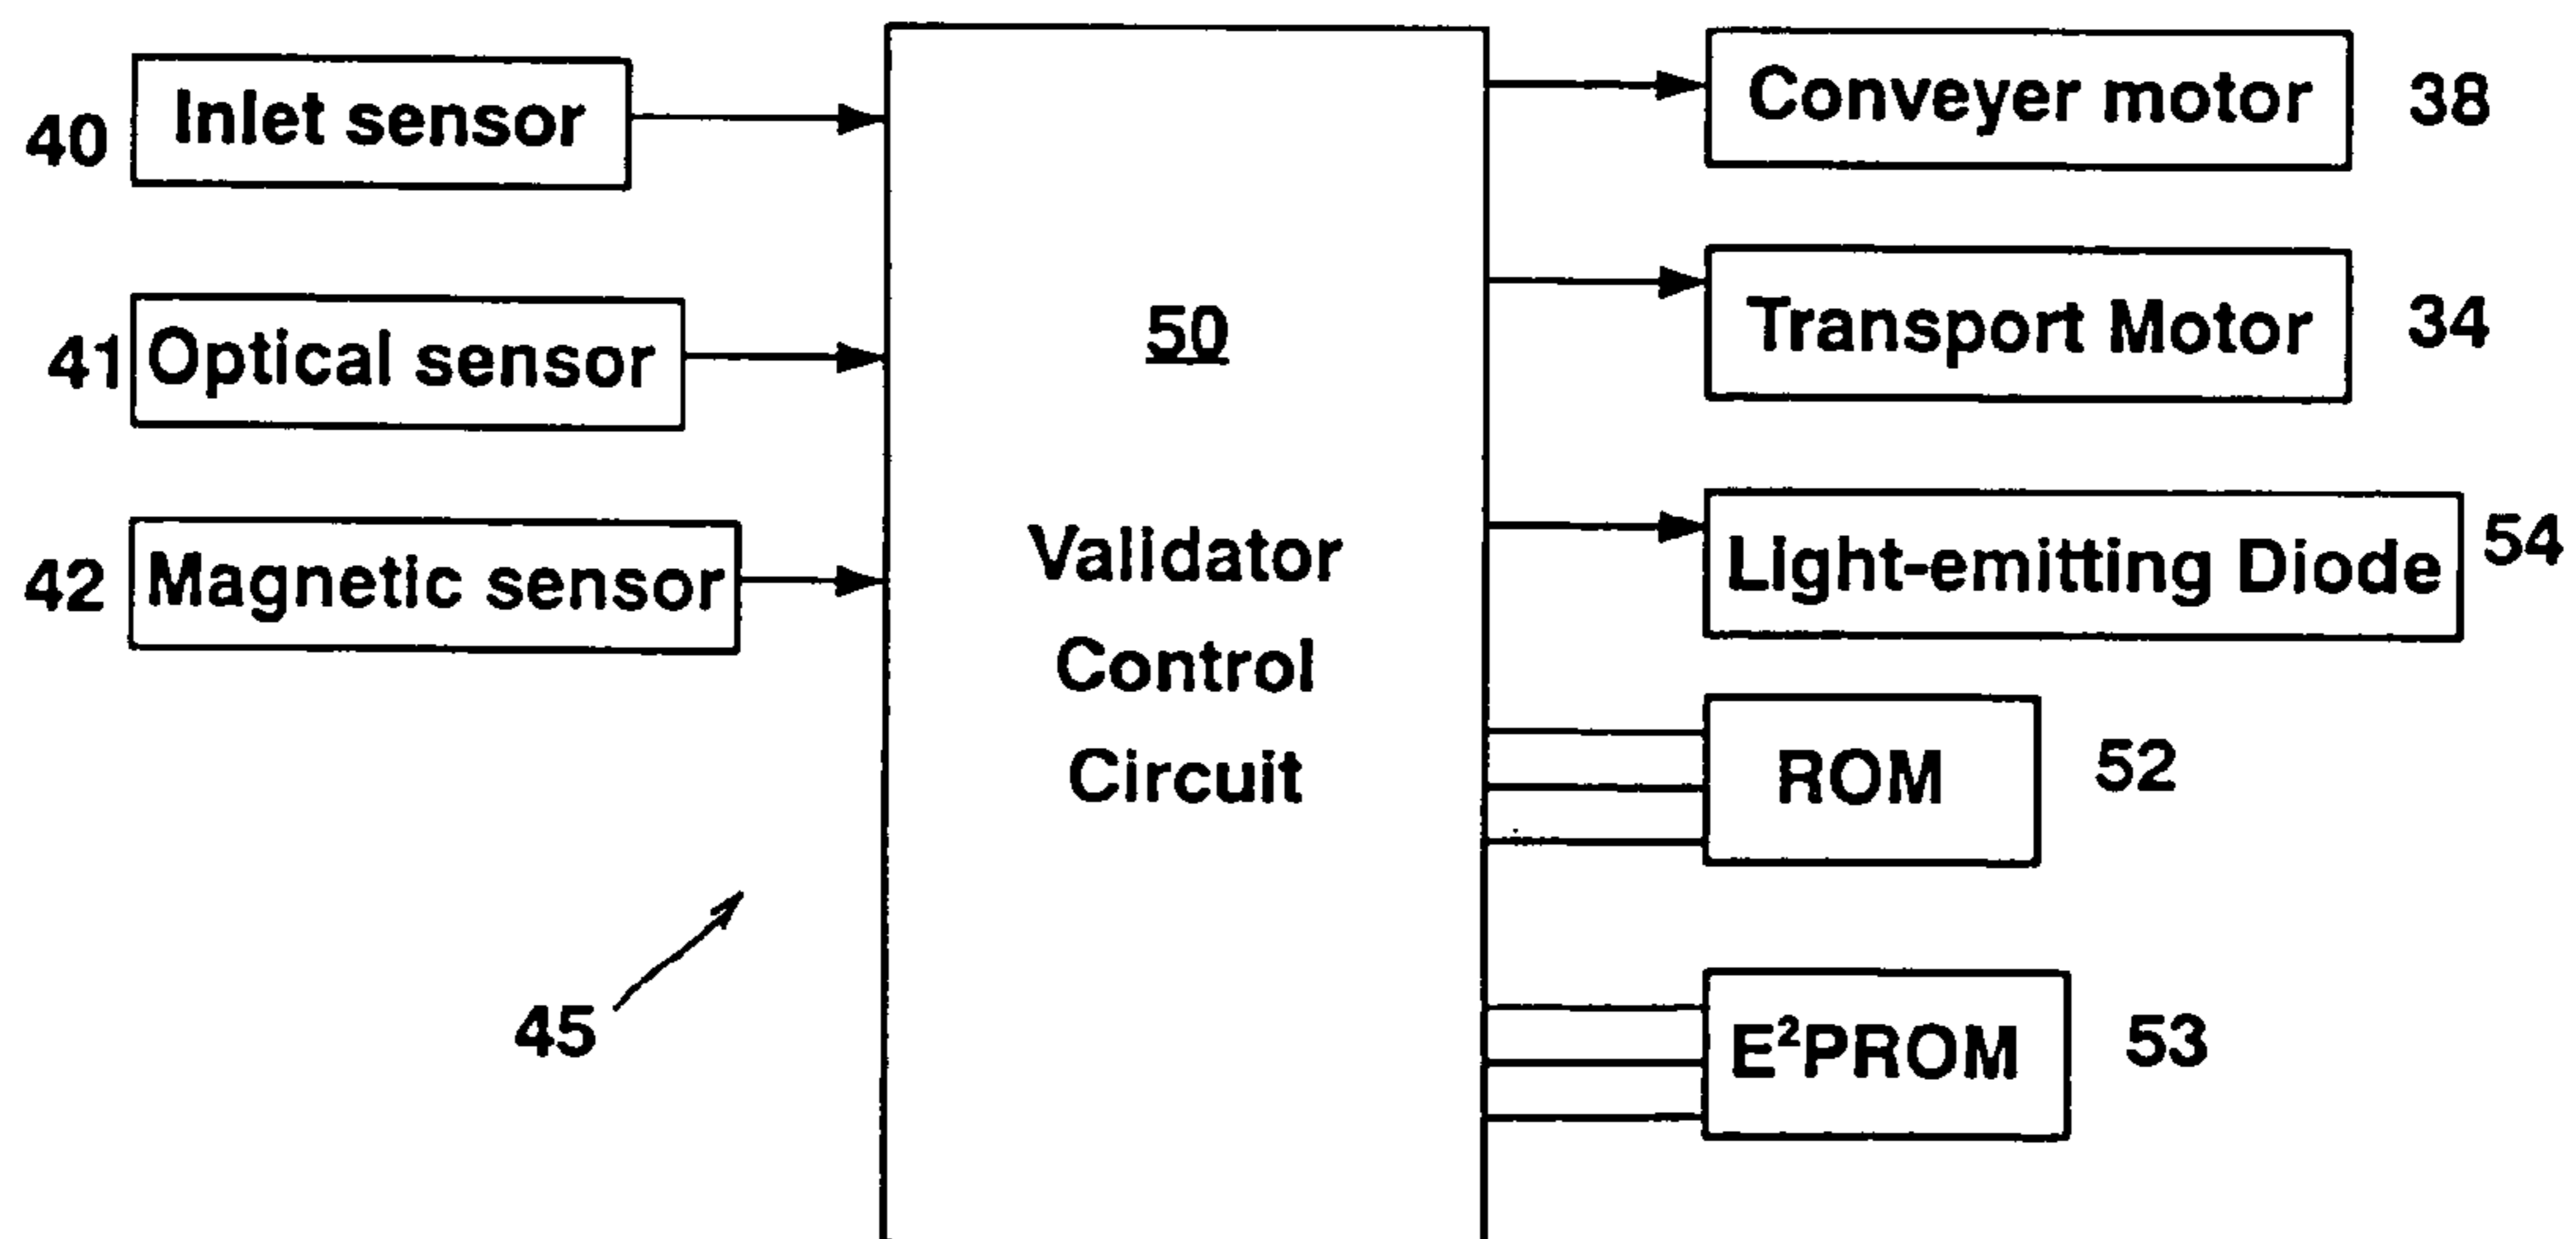 40 Inlet sensor
41 Optical sensor
42 Magnetic sensor
45
50
Validator
Control
Circuit
Conveyer motor 38
Transport Motor 34
Light-emitting Diode 54
ROM 52
E²PROM 53